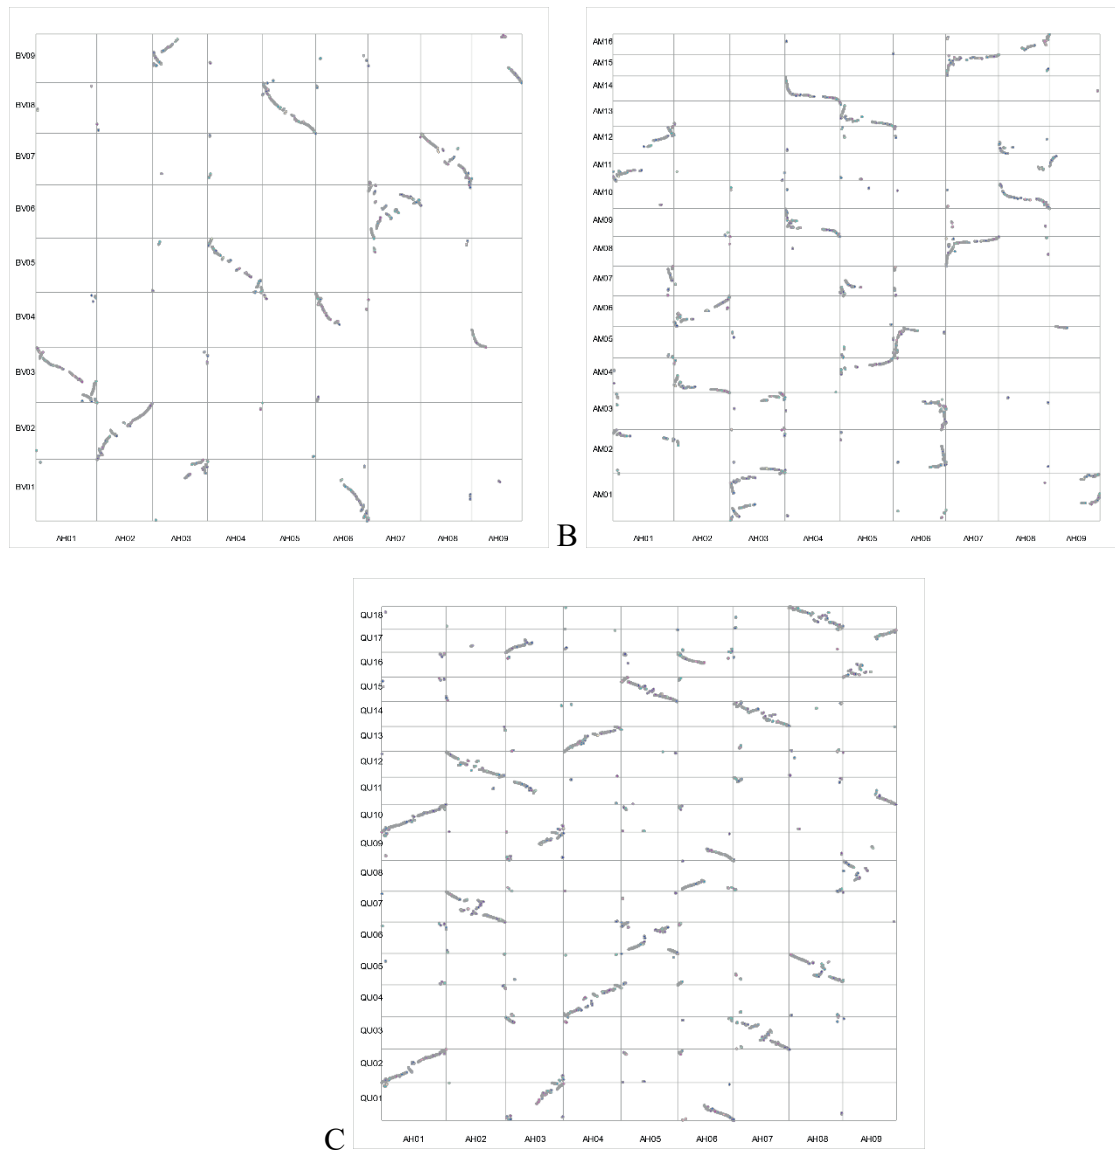 BV09
BV08
BV07
BV06
BV05
BV04
BV03
BV02
BV01
AH01 AH02 AH03 AH04 AH05 AH06 AH07 AH08 AH09
B
AM16
AM15
AM14
AM13
AM12
AM11
AM10
AM09
AM08
AM07
AM06
AM05
AM04
AM03
AM02
AM01
AH01 AH02 AH03 AH04 AH05 AH06 AH07 AH08 AH09
C
QU18
QU17
QU16
QU15
QU14
QU13
QU12
QU11
QU10
QU09
QU08
QU07
QU06
QU05
QU04
QU03
QU02
QU01
AH01 AH02 AH03 AH04 AH05 AH06 AH07 AH08 AH09